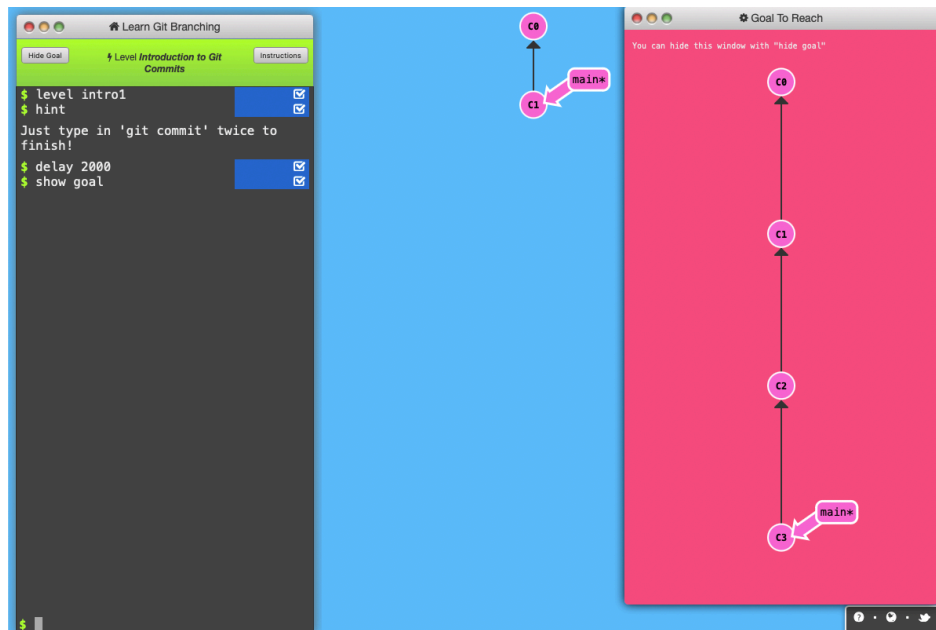 Learn Git Branching
Hide Goal
Level Introduction to Git
Commits
Instructions
$ level intro1
$ hint
Just type in 'git commit' twice to
finish!
$ delay 2000
$ show goal
$
C0
main*
C1
Goal To Reach
You can hide this window with "hide goal"
C0
C1
C2
main*
C3